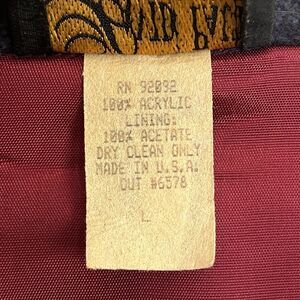 RN 92092
100% ACRYLIC
LINING:
100% ACETATE
DRY CLEAN ONLY
MADE IN U.S.A.
CUT #6578
L